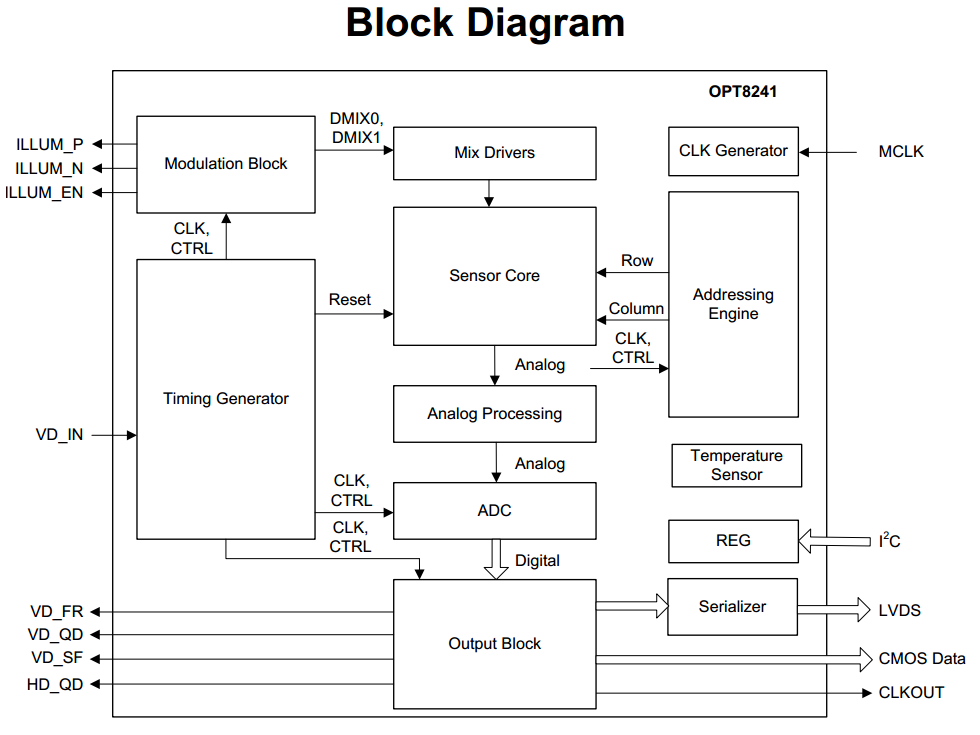 Block Diagram
OPT8241
DMIX0,
DMIX1
ILLUM_P
ILLUM_N
ILLUM_EN
Modulation Block
Mix Drivers
CLK Generator
MCLK
CLK,
CTRL
Sensor Core
Row
Column
Addressing
Engine
Reset
CLK,
CTRL
Analog
Timing Generator
Analog Processing
VD_IN
Analog
Temperature
Sensor
CLK,
CTRL
ADC
CLK,
CTRL
REG
I²C
Digital
VD_FR
VD_QD
VD_SF
HD_QD
Output Block
Serializer
LVDS
CMOS Data
CLKOUT